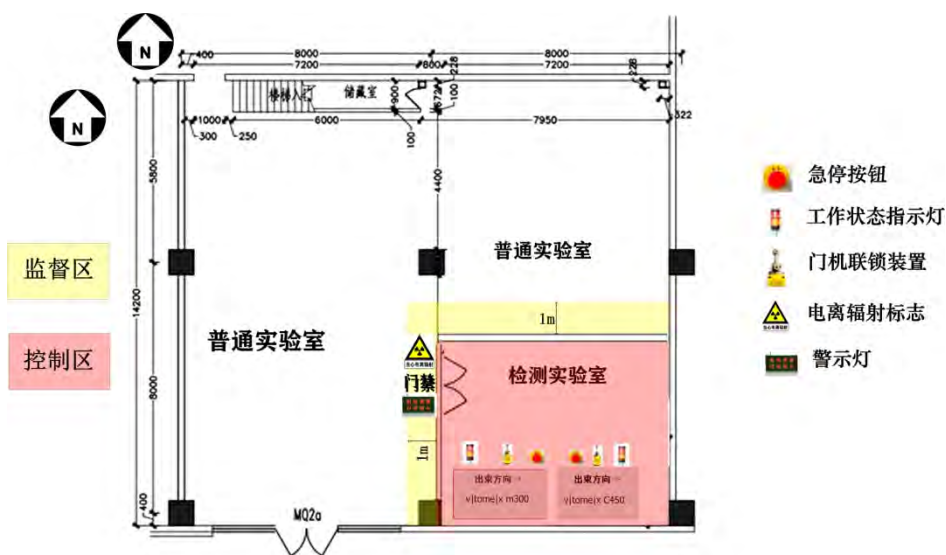 N
N
8000
8000
400
7200
800
7200
228
228
楼梯入口
储藏室
900
672
100
1000
6000
7950
300
250
100
322
5800
4400
14200
8000
400
监督区
控制区
普通实验室
普通实验室
1m
门禁
检测实验室
1m
出束方向→
v|tome|x m300
出束方向→
v|tome|x C450
MQ2a
急停按钮
工作状态指示灯
门机联锁装置
电离辐射标志
警示灯